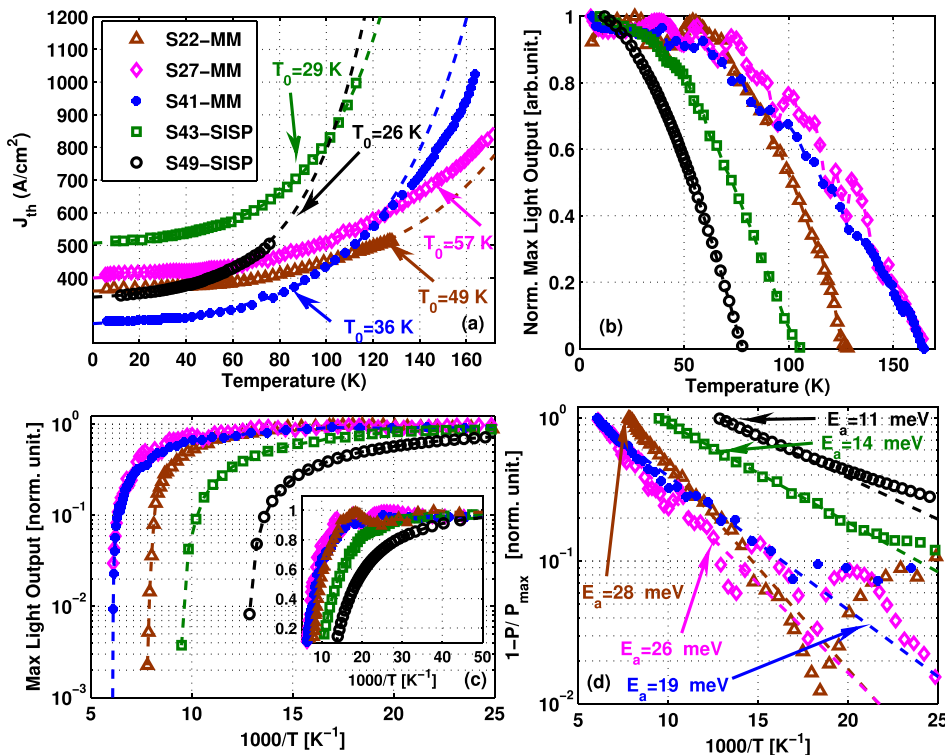 1200
1100
1000
900
800
700
600
500
400
300
0 20 40 60 80 100 120 140 160
J_th (A/cm^2)
Temperature (K)
S22−MM
S27−MM
S41−MM
S43−SISP
S49−SISP
T_0=29 K
T_0=26 K
T_0=57 K
T_0=49 K
T_0=36 K
(a)
1
0.8
0.6
0.4
0.2
0
0 50 100 150
Norm. Max Light Output [arb.unit.]
Temperature (K)
(b)
10^0
10^−1
10^−2
10^−3
5 10 15 20 25
Max Light Output [norm. unit.]
1000/T [K^−1]
1
0.8
0.6
0.4
0.2
10 20 30 40 50
1000/T [K^−1]
(c)
10^0
10^−1
10^−2
5 10 15 20 25
1−P/P_max [norm. unit.]
1000/T [K^−1]
E_a=11 meV
E_a=14 meV
E_a=28 meV
E_a=26 meV
E_a=19 meV
(d)